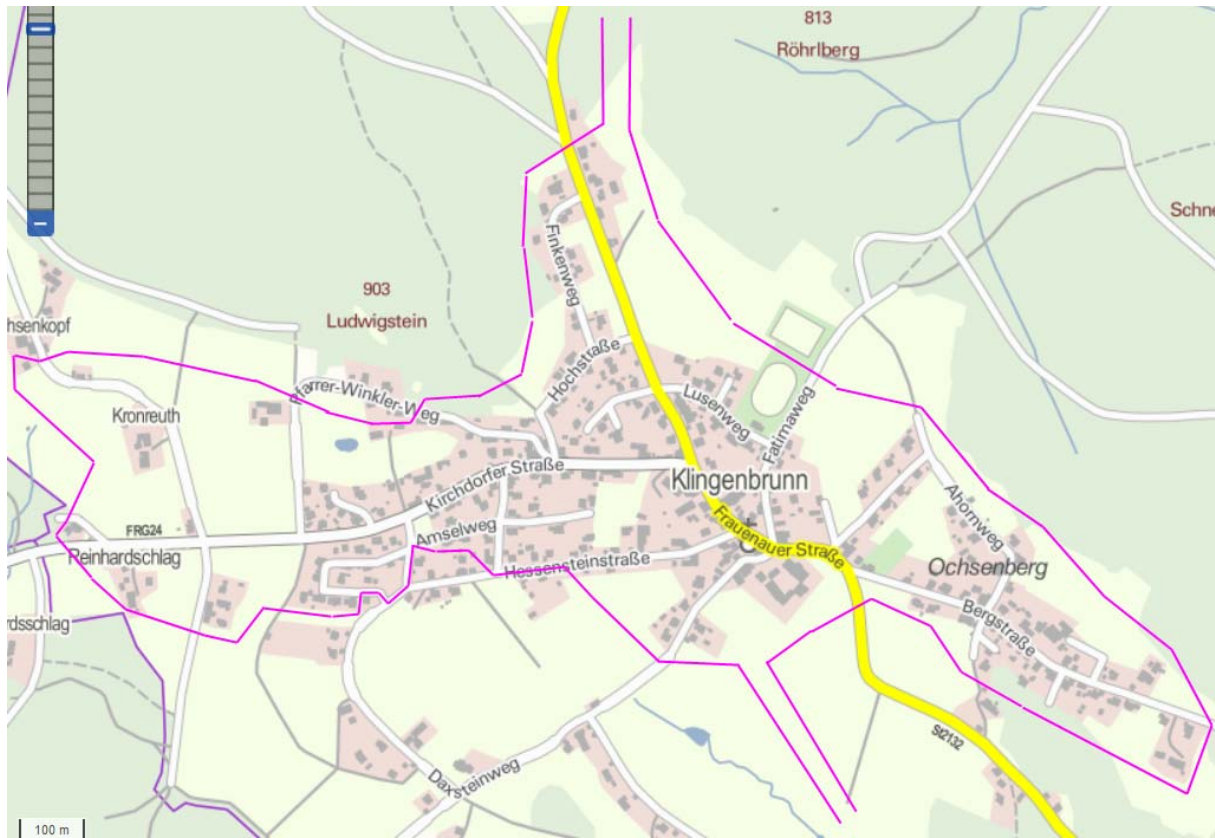 813
Röhrlberg
Schne
Finkenweg
903
Ludwigstein
hsenkopf
Hochstraße
Pfarrer-Winkler-Weg
Lusenweg
Fatimaweg
Kronreuth
Kirchdorfer Straße
Klingenbrunn
Ahornweg
FRG24
Amselweg
Frauenauer Straße
Reinhardschlag
Hessensteinstraße
Ochsenberg
Bergstraße
rdsschlag
St2132
Daxsteinweg
100 m